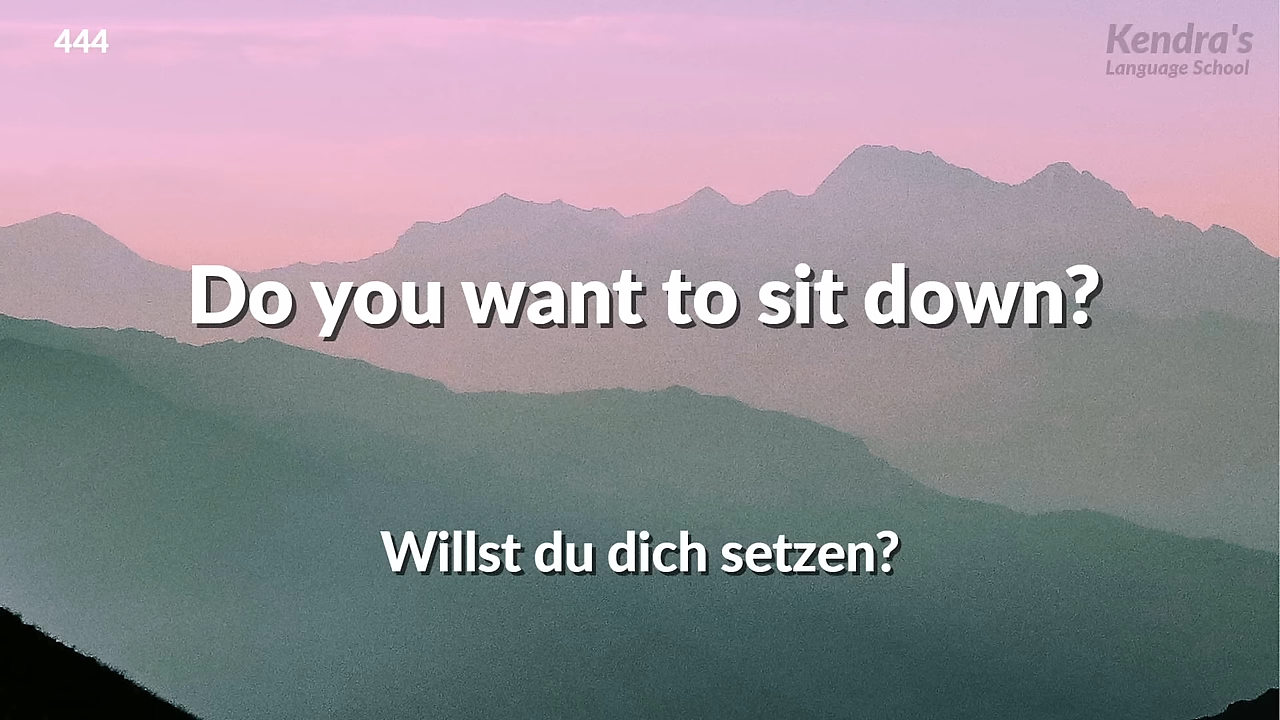 444
Kendra's
Language School
Do you want to sit down?
Willst du dich setzen?